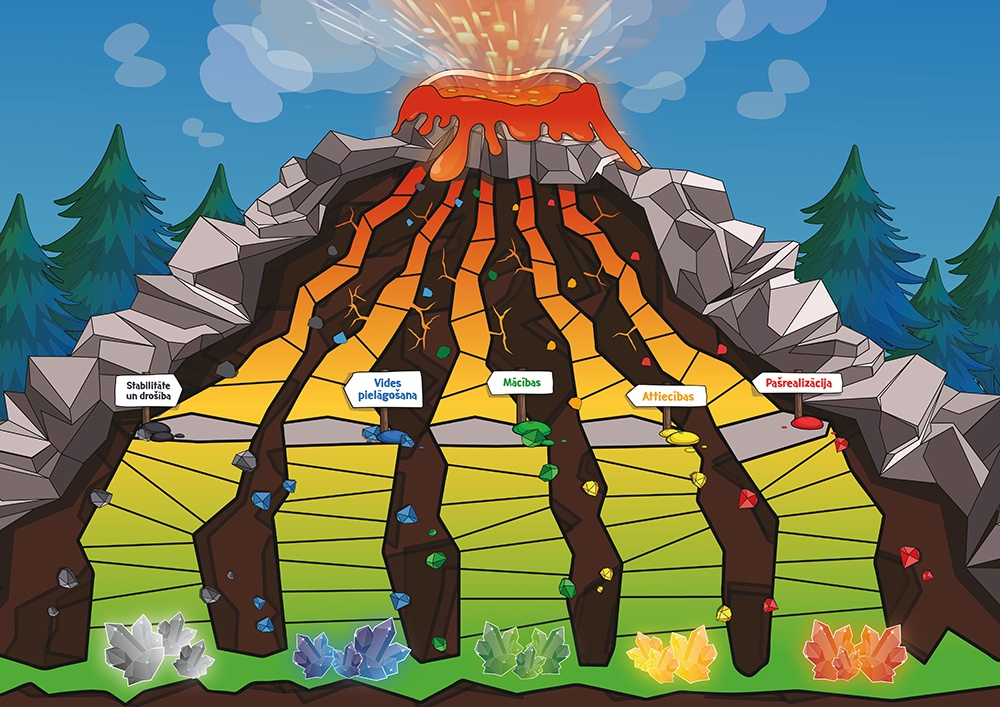 Stabilitāte
un drošība
Vides
pielāgošana
Mācības
Attiecības
Pašrealizācija